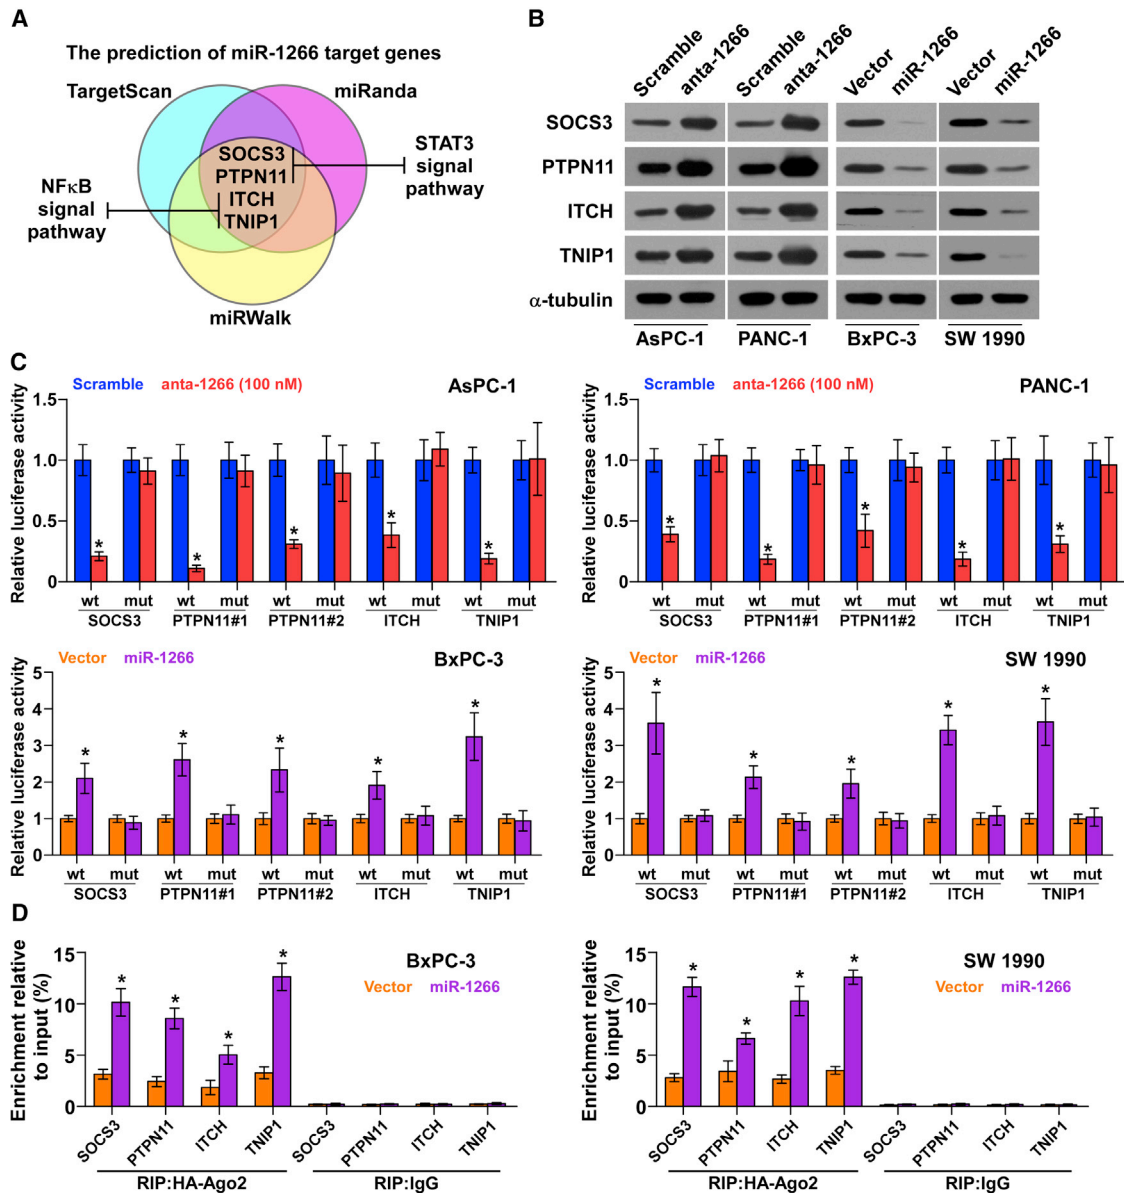 A
The prediction of miR-1266 target genes
TargetScan
miRanda
SOCS3
PTPN11
ITCH
TNIP1
STAT3
signal
pathway
NFκB
signal
pathway
miRWalk
B
Scramble
anta-1266
Scramble
anta-1266
Vector
miR-1266
Vector
miR-1266
SOCS3
PTPN11
ITCH
TNIP1
α-tubulin
AsPC-1 PANC-1 BxPC-3 SW 1990
C
Scramble anta-1266 (100 nM) AsPC-1
Relative luciferase activity
1.5
1.0
0.5
0
* * * * *
wt mut wt mut wt mut wt mut wt mut
SOCS3 PTPN11#1 PTPN11#2 ITCH TNIP1
Scramble anta-1266 (100 nM) PANC-1
Relative luciferase activity
1.5
1.0
0.5
0
* * * * *
wt mut wt mut wt mut wt mut wt mut
SOCS3 PTPN11#1 PTPN11#2 ITCH TNIP1
Vector miR-1266 BxPC-3
Relative luciferase activity
5
4
3
2
1
0
* * * * *
wt mut wt mut wt mut wt mut wt mut
SOCS3 PTPN11#1 PTPN11#2 ITCH TNIP1
Vector miR-1266 SW 1990
Relative luciferase activity
5
4
3
2
1
0
* * * * *
wt mut wt mut wt mut wt mut wt mut
SOCS3 PTPN11#1 PTPN11#2 ITCH TNIP1
D
BxPC-3
Vector miR-1266
Enrichment relative
to input (%)
15
10
5
0
* * * *
SOCS3 PTPN11 ITCH TNIP1 SOCS3 PTPN11 ITCH TNIP1
RIP:HA-Ago2 RIP:IgG
SW 1990
Vector miR-1266
Enrichment relative
to input (%)
15
10
5
0
* * * *
SOCS3 PTPN11 ITCH TNIP1 SOCS3 PTPN11 ITCH TNIP1
RIP:HA-Ago2 RIP:IgG